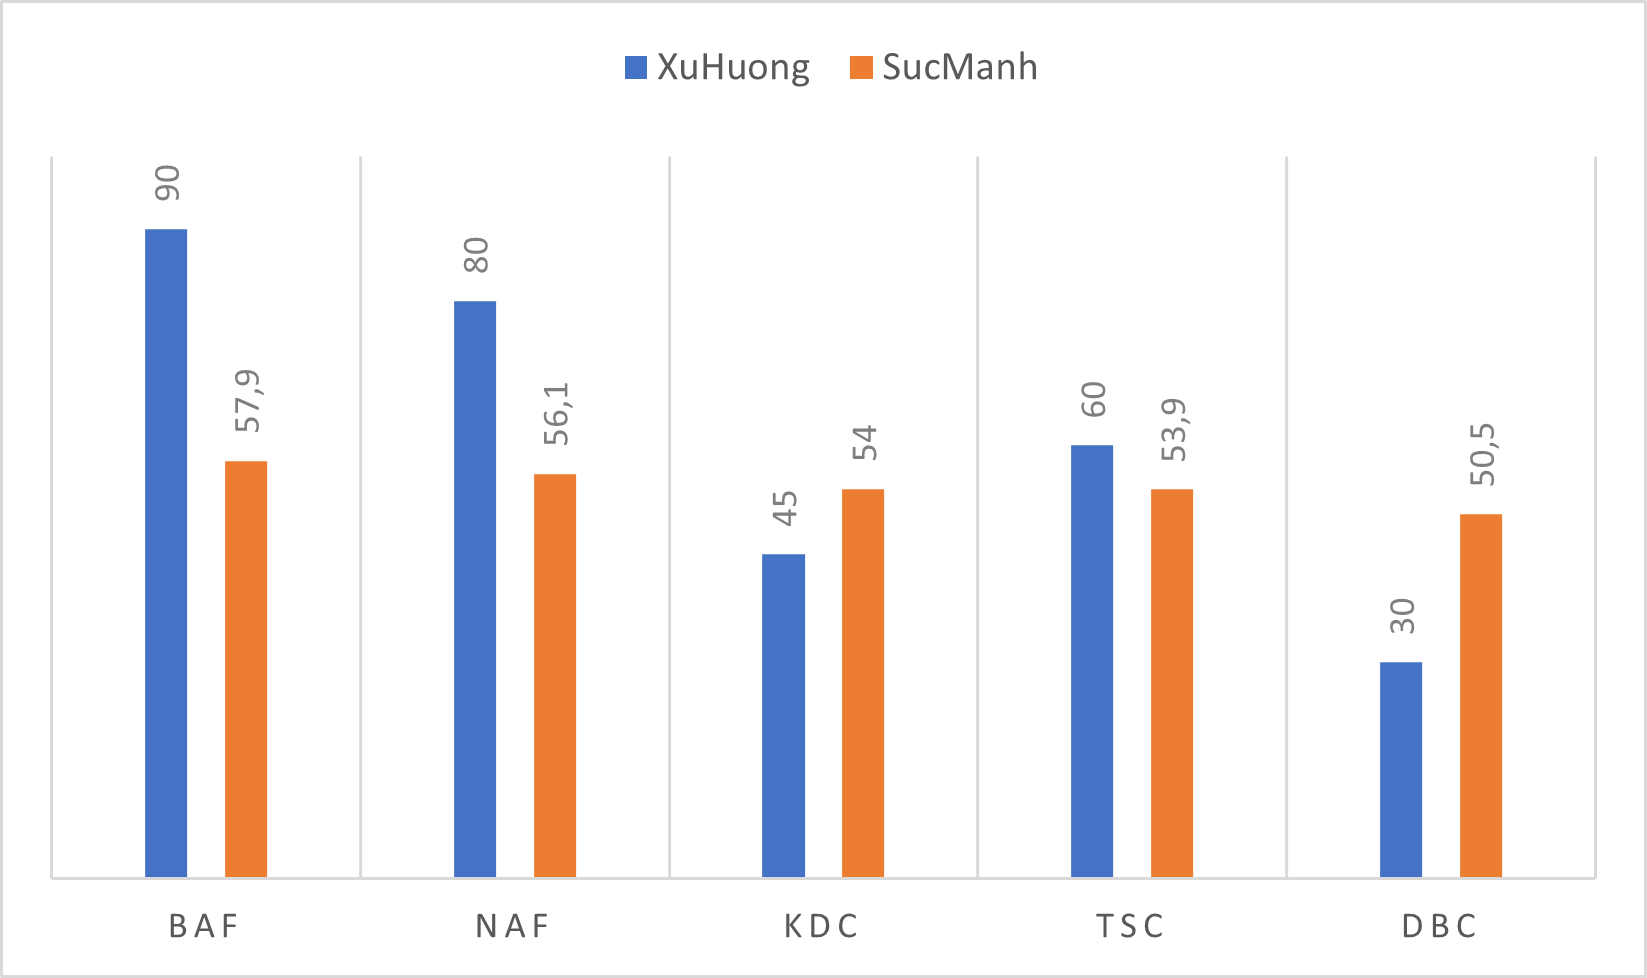 XuHuong SucManh
90 57,9 80 56,1 45 54 60 53,9 30 50,5
BAF NAF KDC TSC DBC